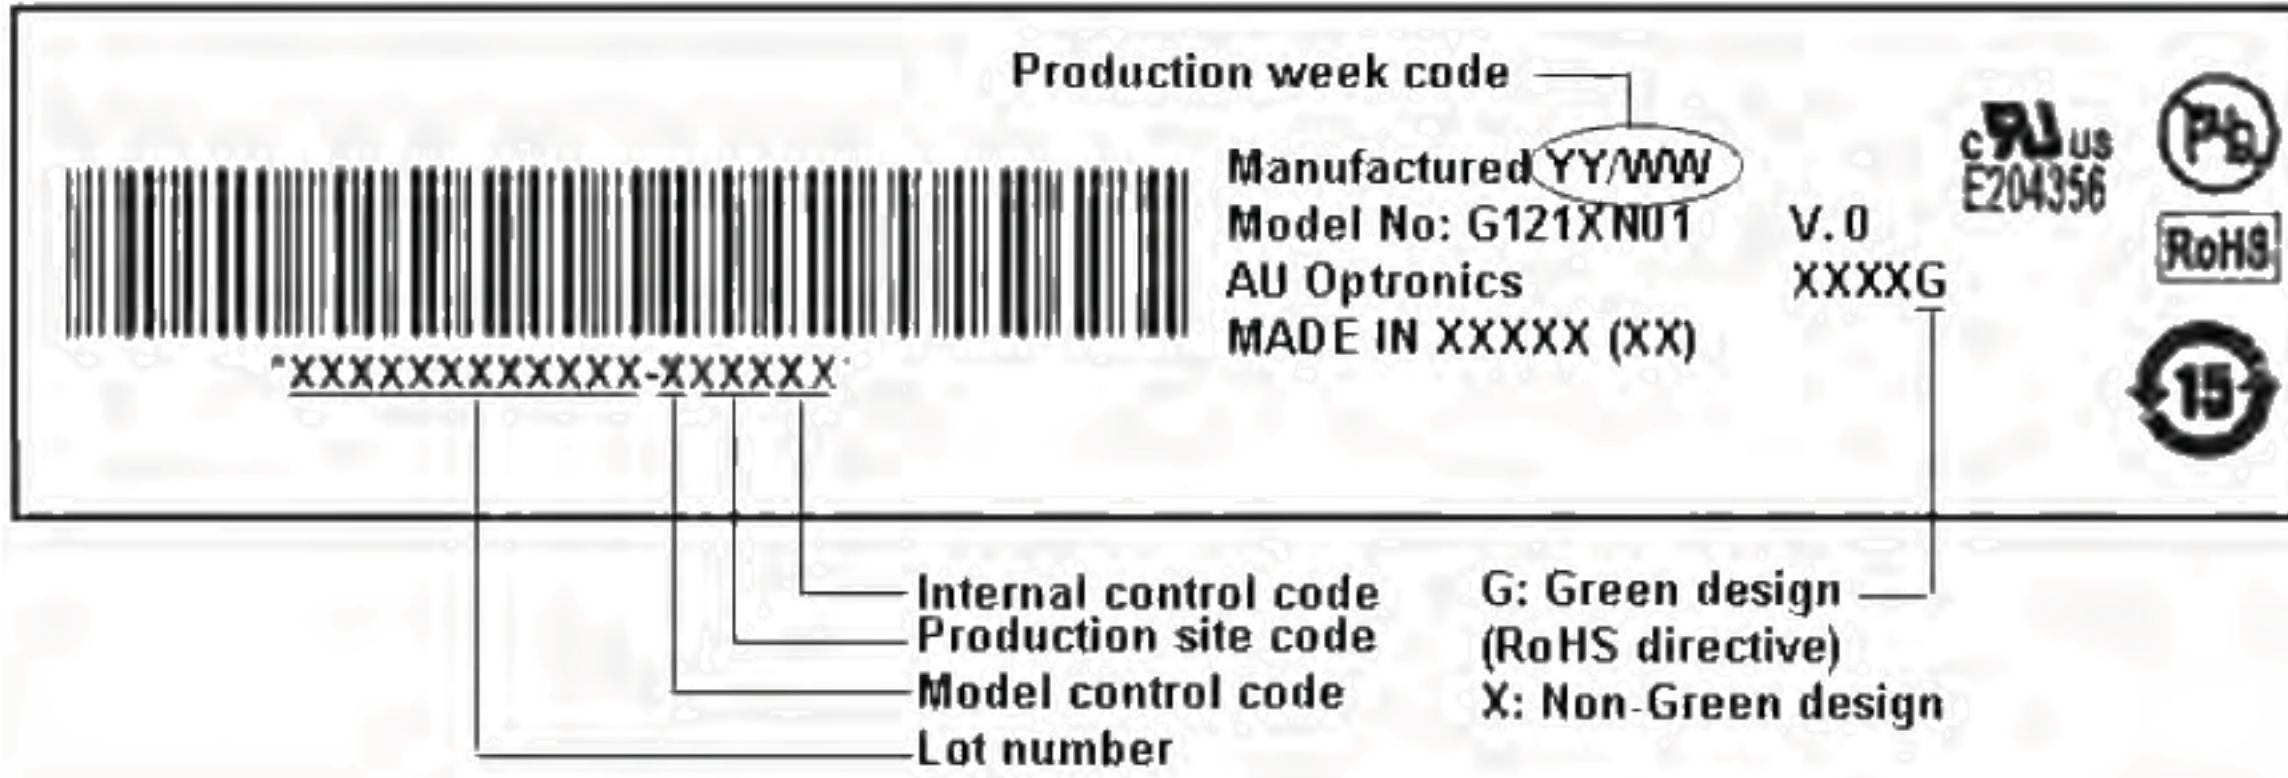 Production week code
Manufactured YY/WW
Model No: G121XN01 V.0
AU Optronics XXXXG
MADE IN XXXXX (XX)
c RU us
E204356
Pb
RoHS
15
*XXXXXXXXXXXX-XXXXXX*
Internal control code
Production site code
Model control code
Lot number
G: Green design
(RoHS directive)
X: Non-Green design